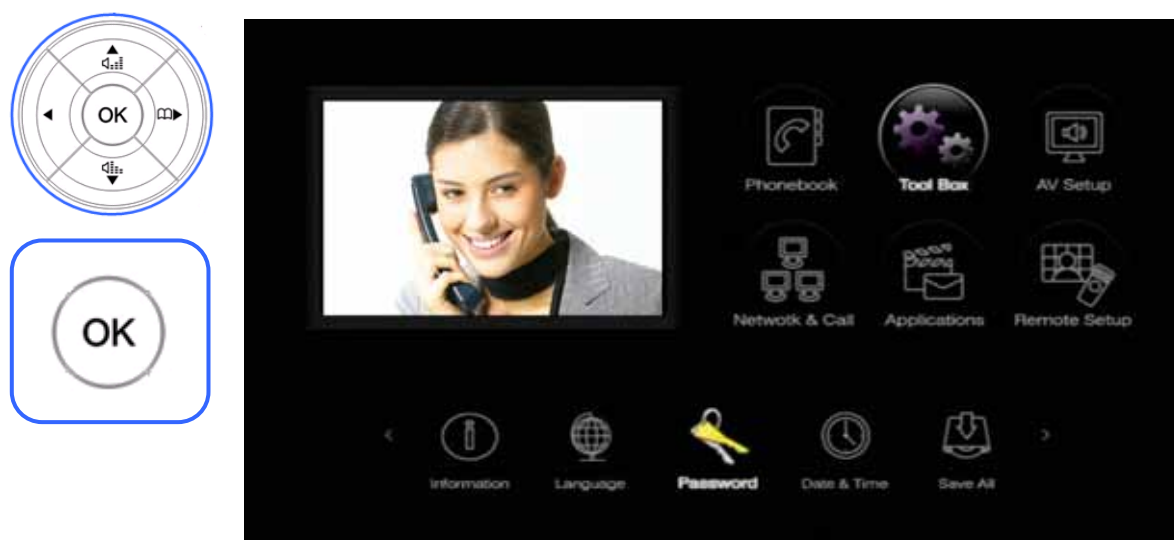 OK
OK
Phonebook
Tool Box
AV Setup
Netwotk & Call
Applications
Remote Setup
Information
Language
Password
Date & Time
Save All